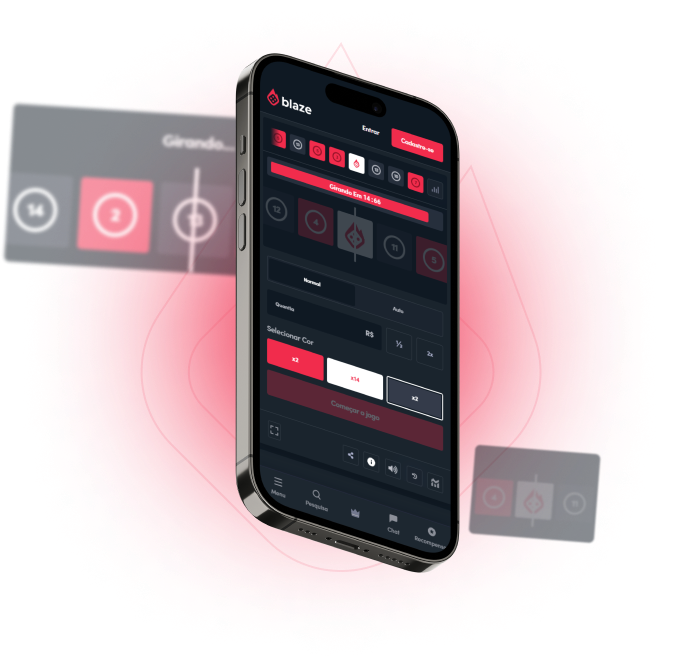 blaze
Entrar
Cadastre-se
Girando...
14
2
Girando Em 14:66
12
4
11
Normal
Auto
Quantia
R$
½
2x
Selecionar Cor
x2
x14
x2
Começar o jogo
Menu
Pesquisa
Chat